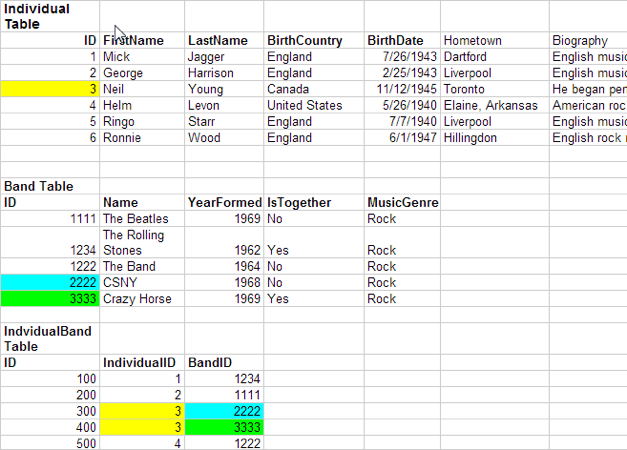 Individual
Table
ID FirstName LastName BirthCountry BirthDate Hometown Biography
1 Mick Jagger England 7/26/1943 Dartford English music
2 George Harrison England 2/25/1943 Liverpool English music
3 Neil Young Canada 11/12/1945 Toronto He began per
4 Helm Levon United States 5/26/1940 Elaine, Arkansas American roc
5 Ringo Starr England 7/7/1940 Liverpool English music
6 Ronnie Wood England 6/1/1947 Hillingdon English rock
Band Table
ID Name YearFormed IsTogether MusicGenre
1111 The Beatles 1969 No Rock
The Rolling
1234 Stones 1962 Yes Rock
1222 The Band 1964 No Rock
2222 CSNY 1968 No Rock
3333 Crazy Horse 1969 Yes Rock
IndvidualBand
Table
ID IndividualID BandID
100 1 1234
200 2 1111
300 3 2222
400 3 3333
500 4 1222